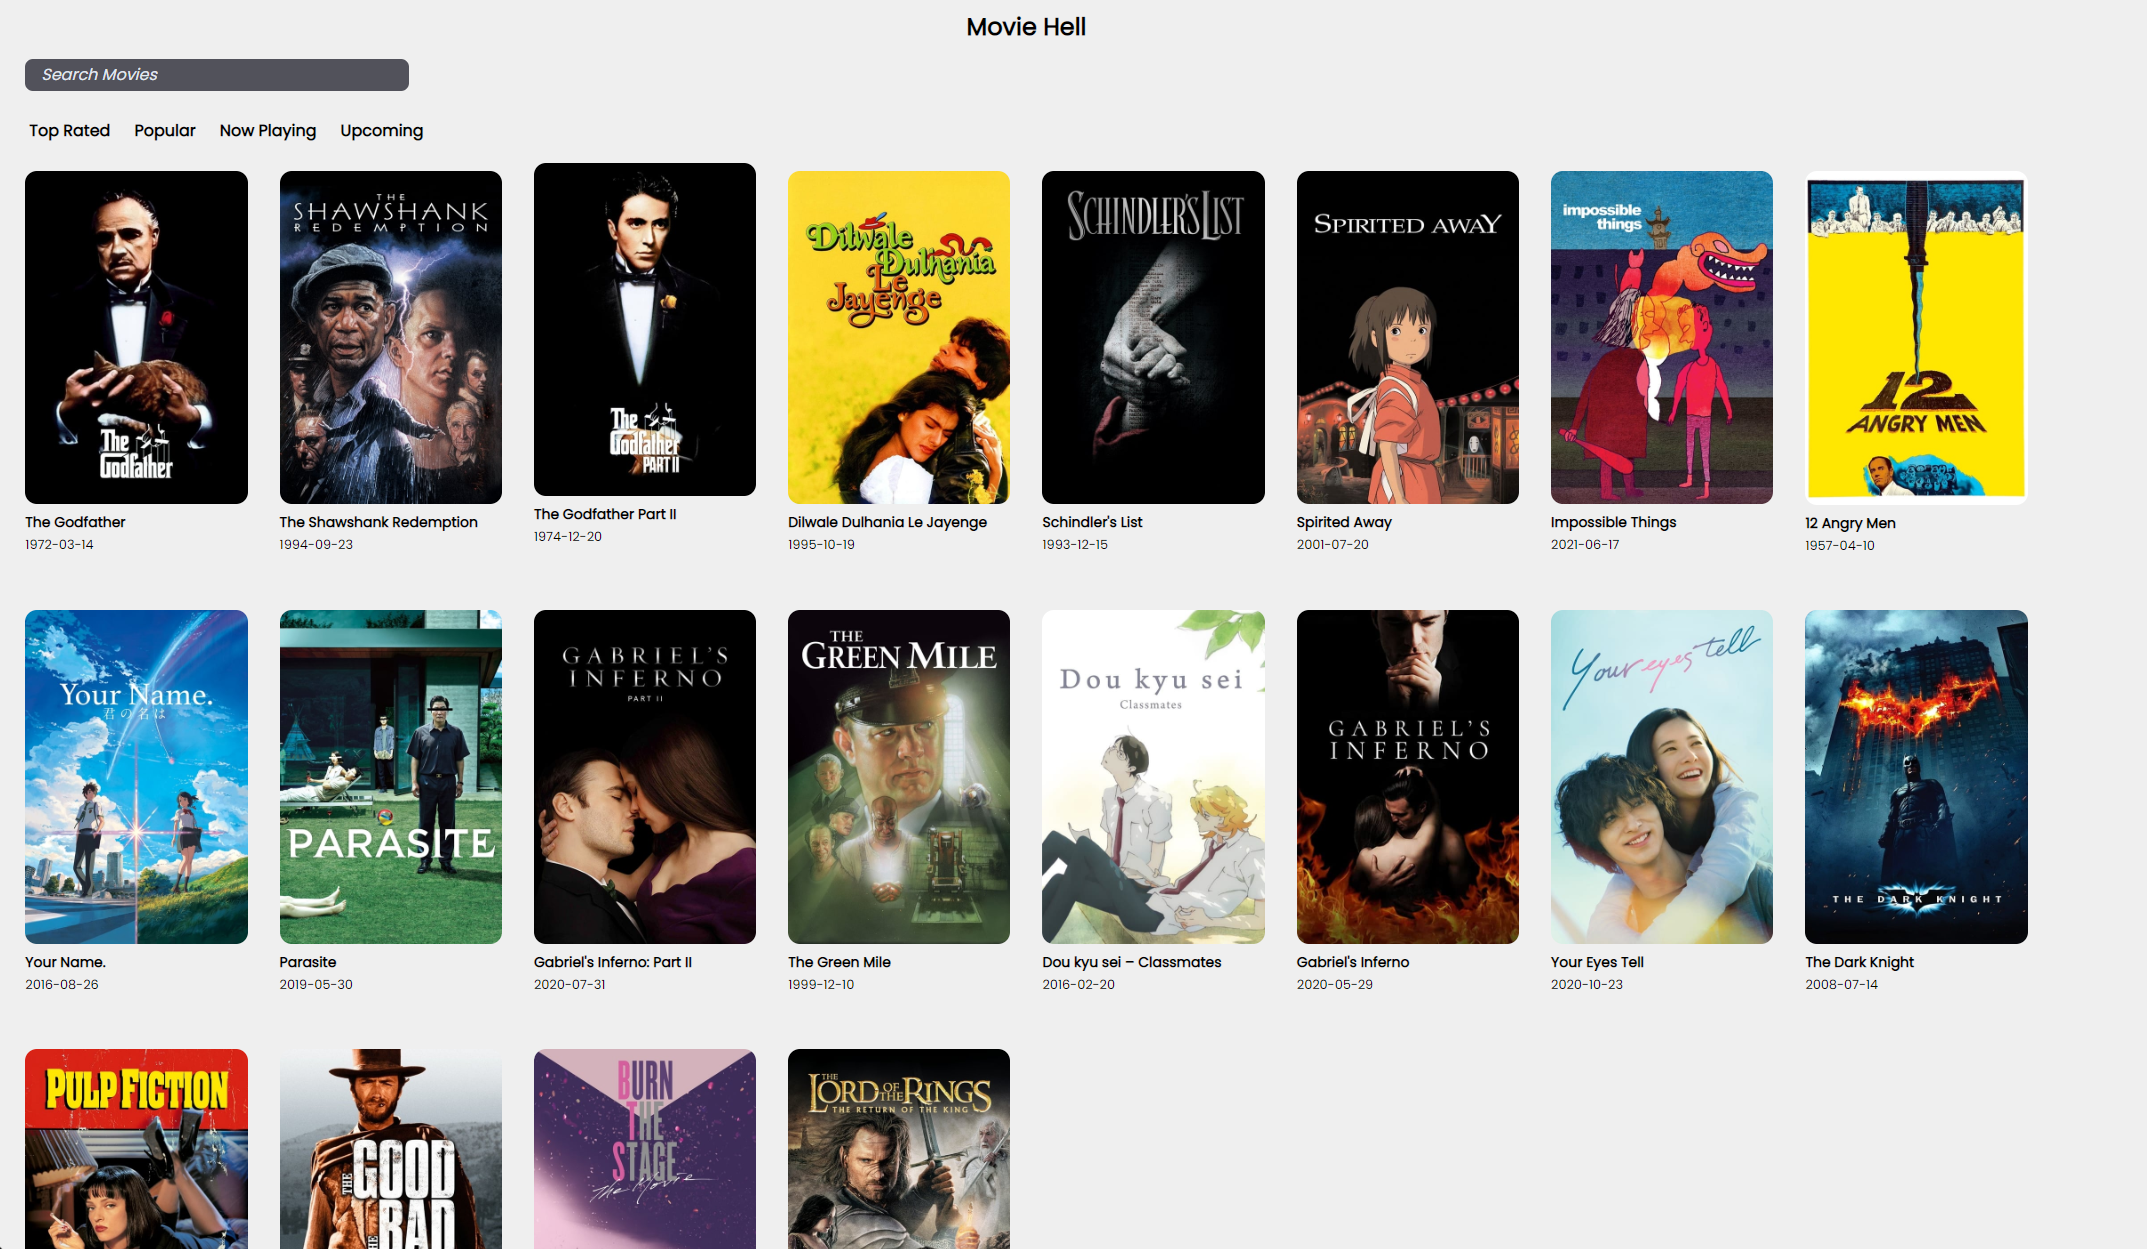 Movie Hell
Search Movies
Top Rated Popular Now Playing Upcoming
The
Godfather
The Godfather
1972-03-14
THE
SHAWSHANK
REDEMPTION
The Shawshank Redemption
1994-09-23
The
Godfather
PART II
The Godfather Part II
1974-12-20
Dilwale
Dulhania
Le
Jayenge
Dilwale Dulhania Le Jayenge
1995-10-19
SCHINDLER'S LIST
Schindler's List
1993-12-15
SPIRITED AWAY
Spirited Away
2001-07-20
impossible
things
Impossible Things
2021-06-17
12
ANGRY MEN
12 Angry Men
1957-04-10
Your Name.
君の名は
Your Name.
2016-08-26
PARASITE
Parasite
2019-05-30
GABRIEL'S
INFERNO
PART II
Gabriel's Inferno: Part II
2020-07-31
THE
GREEN MILE
The Green Mile
1999-12-10
Dou kyu sei
Classmates
Dou kyu sei – Classmates
2016-02-20
GABRIEL'S
INFERNO
Gabriel's Inferno
2020-05-29
Your eyes tell
Your Eyes Tell
2020-10-23
THE DARK KNIGHT
The Dark Knight
2008-07-14
PULP FICTION
THE GOOD
THE BAD
BURN
THE
STAGE
the Movie
THE
LORD OF THE RINGS
THE RETURN OF THE KING